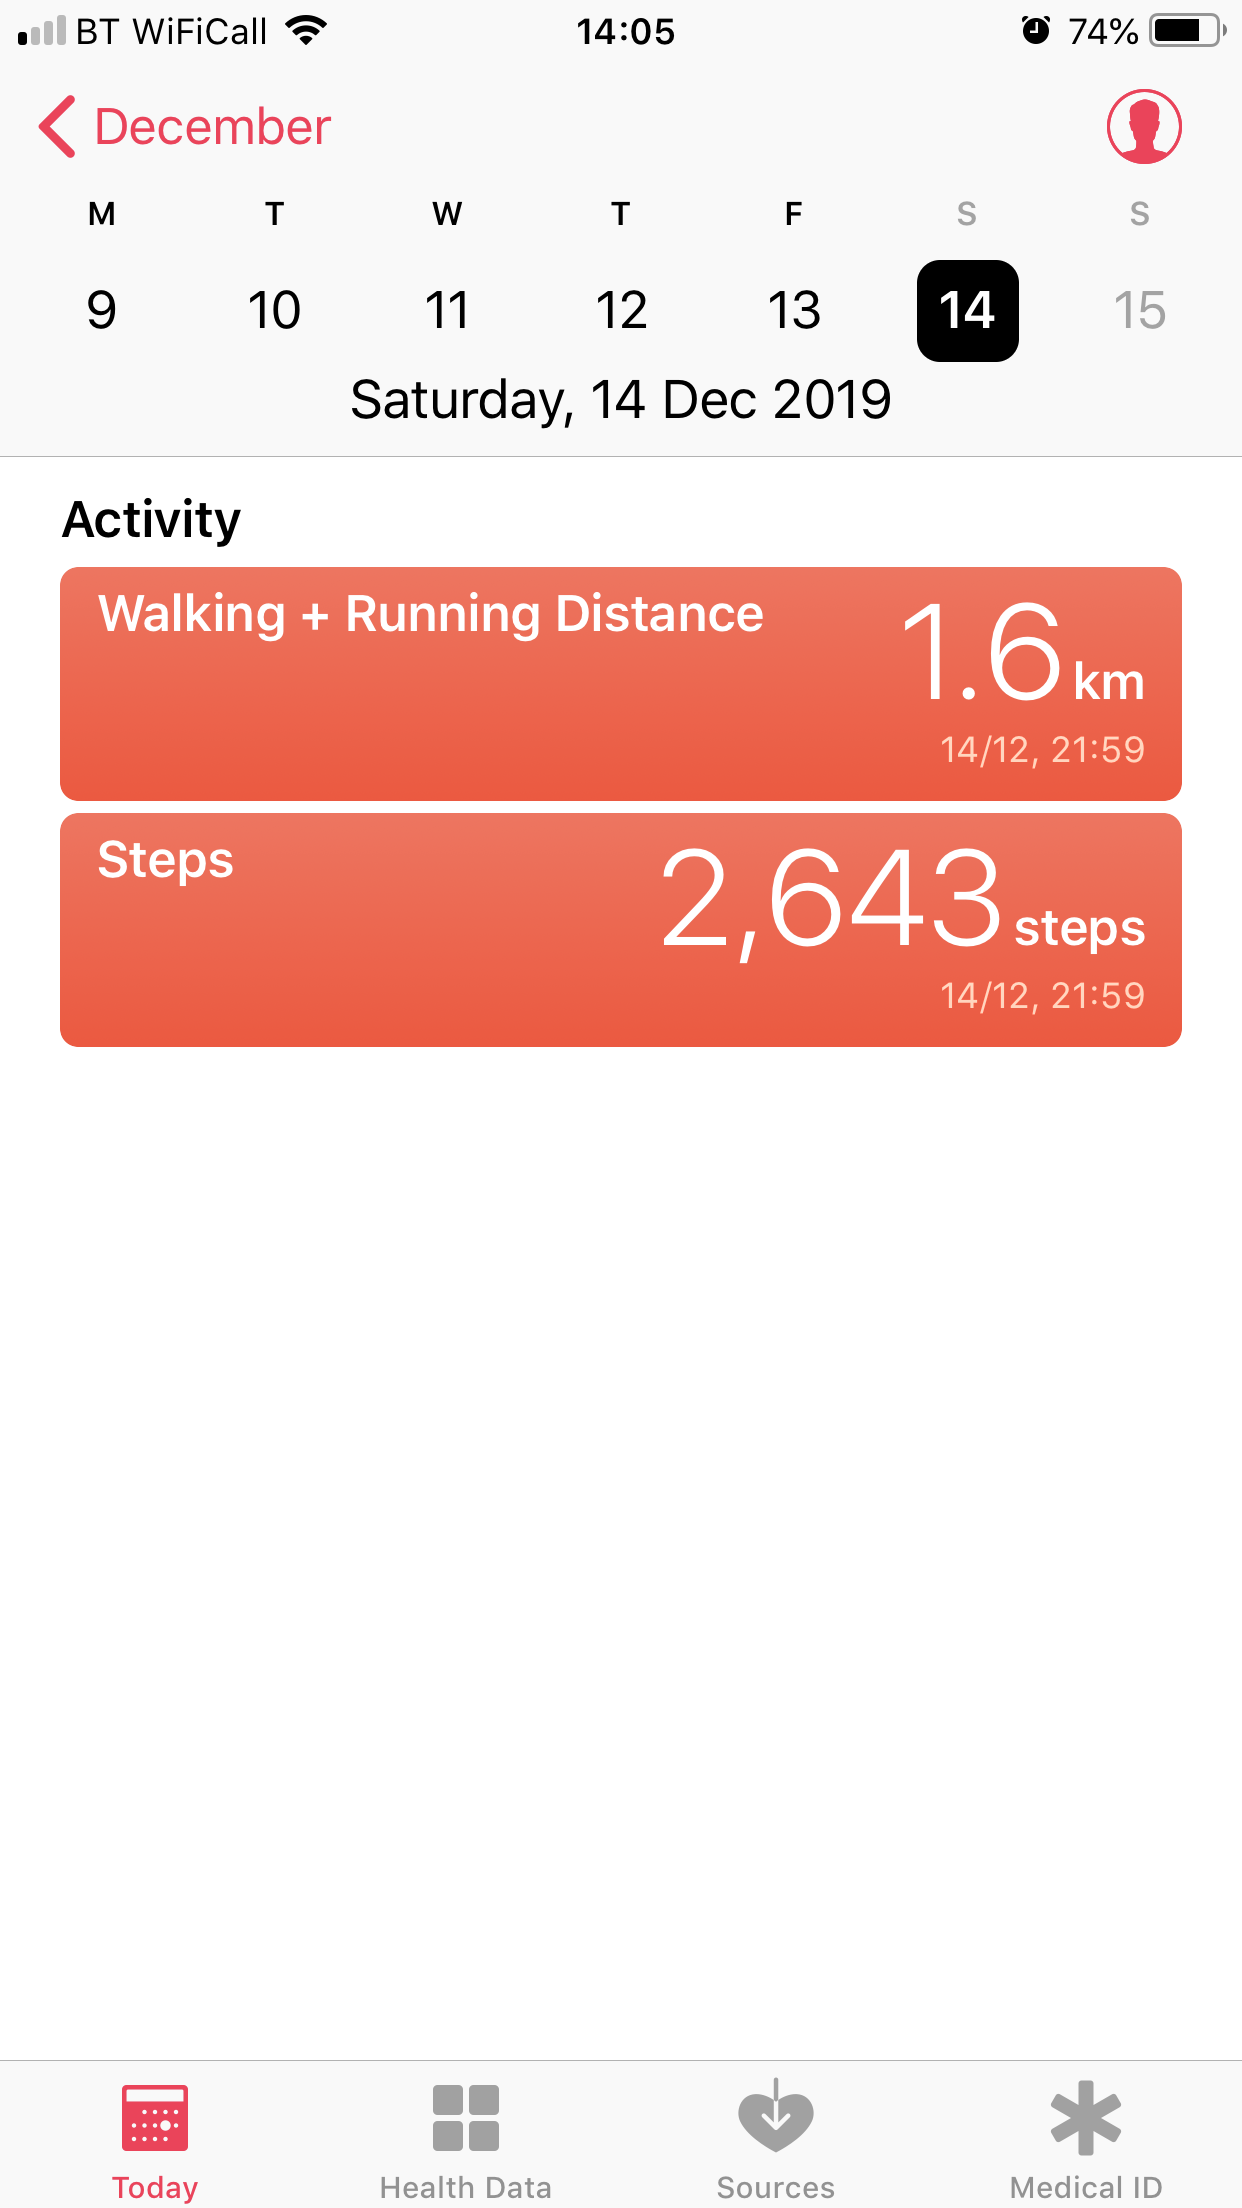 BT WiFiCall 14:05 74%
December
M T W T F S S
9 10 11 12 13 14 15
Saturday, 14 Dec 2019
Activity
Walking + Running Distance 1.6 km
14/12, 21:59
Steps 2,643 steps
14/12, 21:59
Today Health Data Sources Medical ID